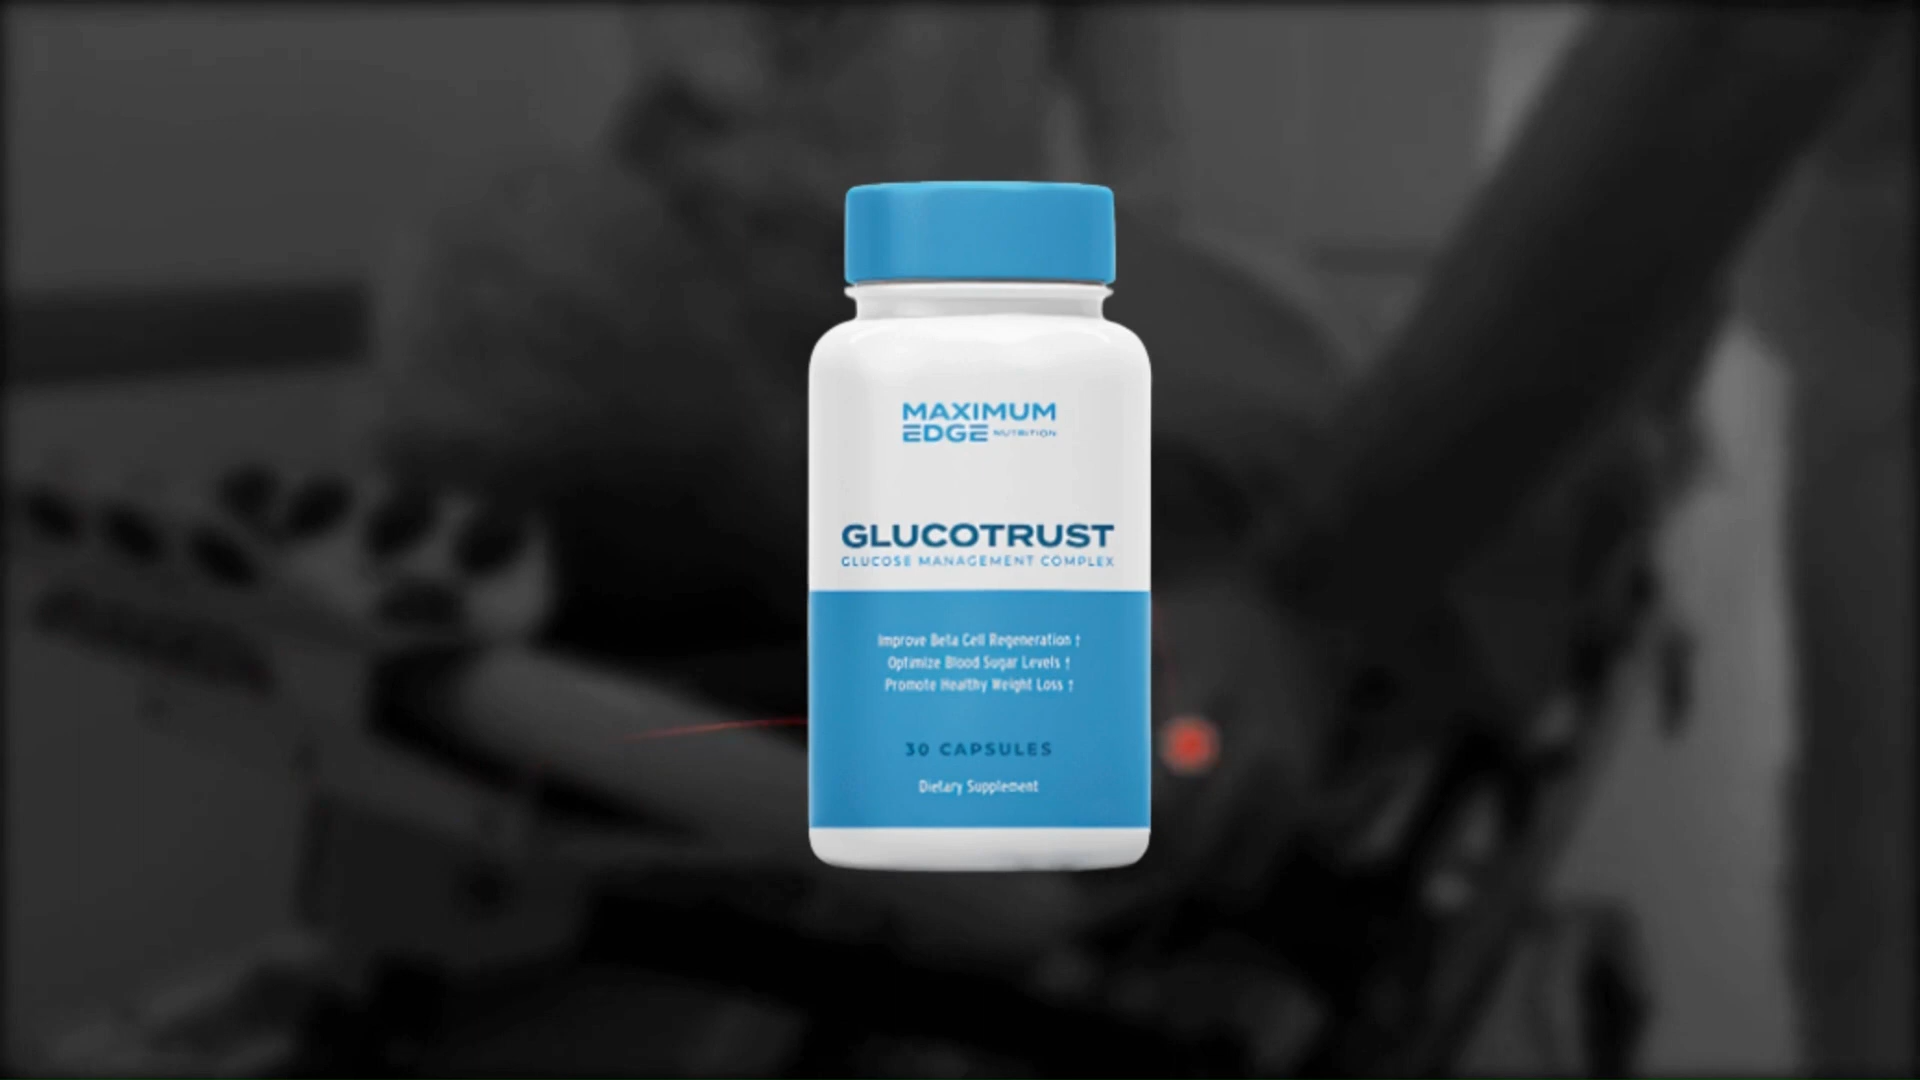 MAXIMUM
EDGE NUTRITION
GLUCOTRUST
GLUCOSE MANAGEMENT COMPLEX
Improve Beta Cell Regeneration †
Optimize Blood Sugar Levels †
Promote Healthy Weight Loss †
30 CAPSULES
Dietary Supplement